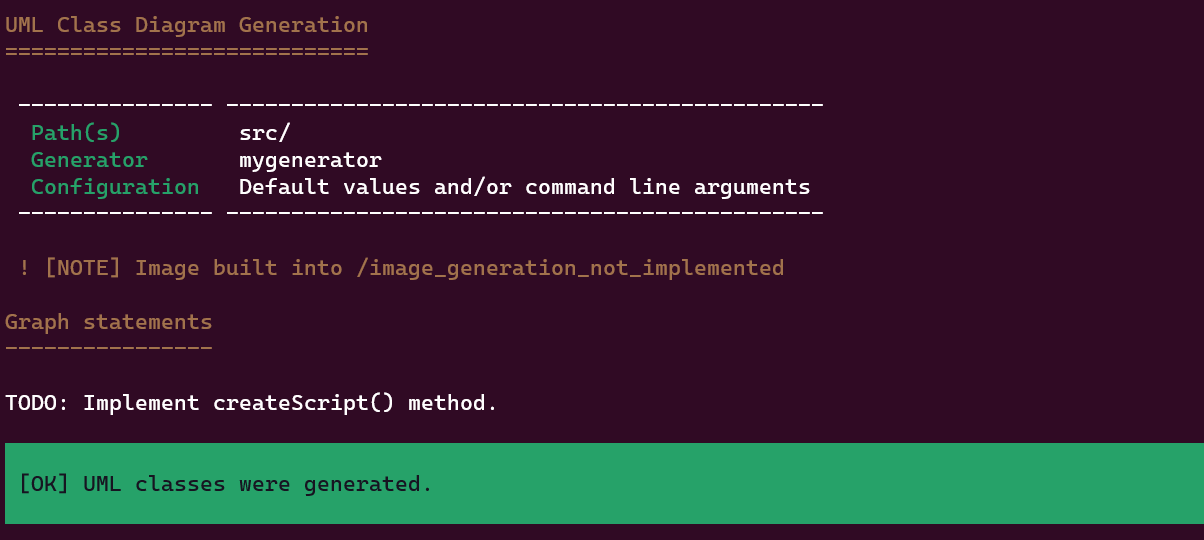 UML Class Diagram Generation
============================
--------------- ----------------------------------------------
Path(s) src/
Generator mygenerator
Configuration Default values and/or command line arguments
--------------- ----------------------------------------------
! [NOTE] Image built into /image_generation_not_implemented
Graph statements
----------------
TODO: Implement createScript() method.
[OK] UML classes were generated.